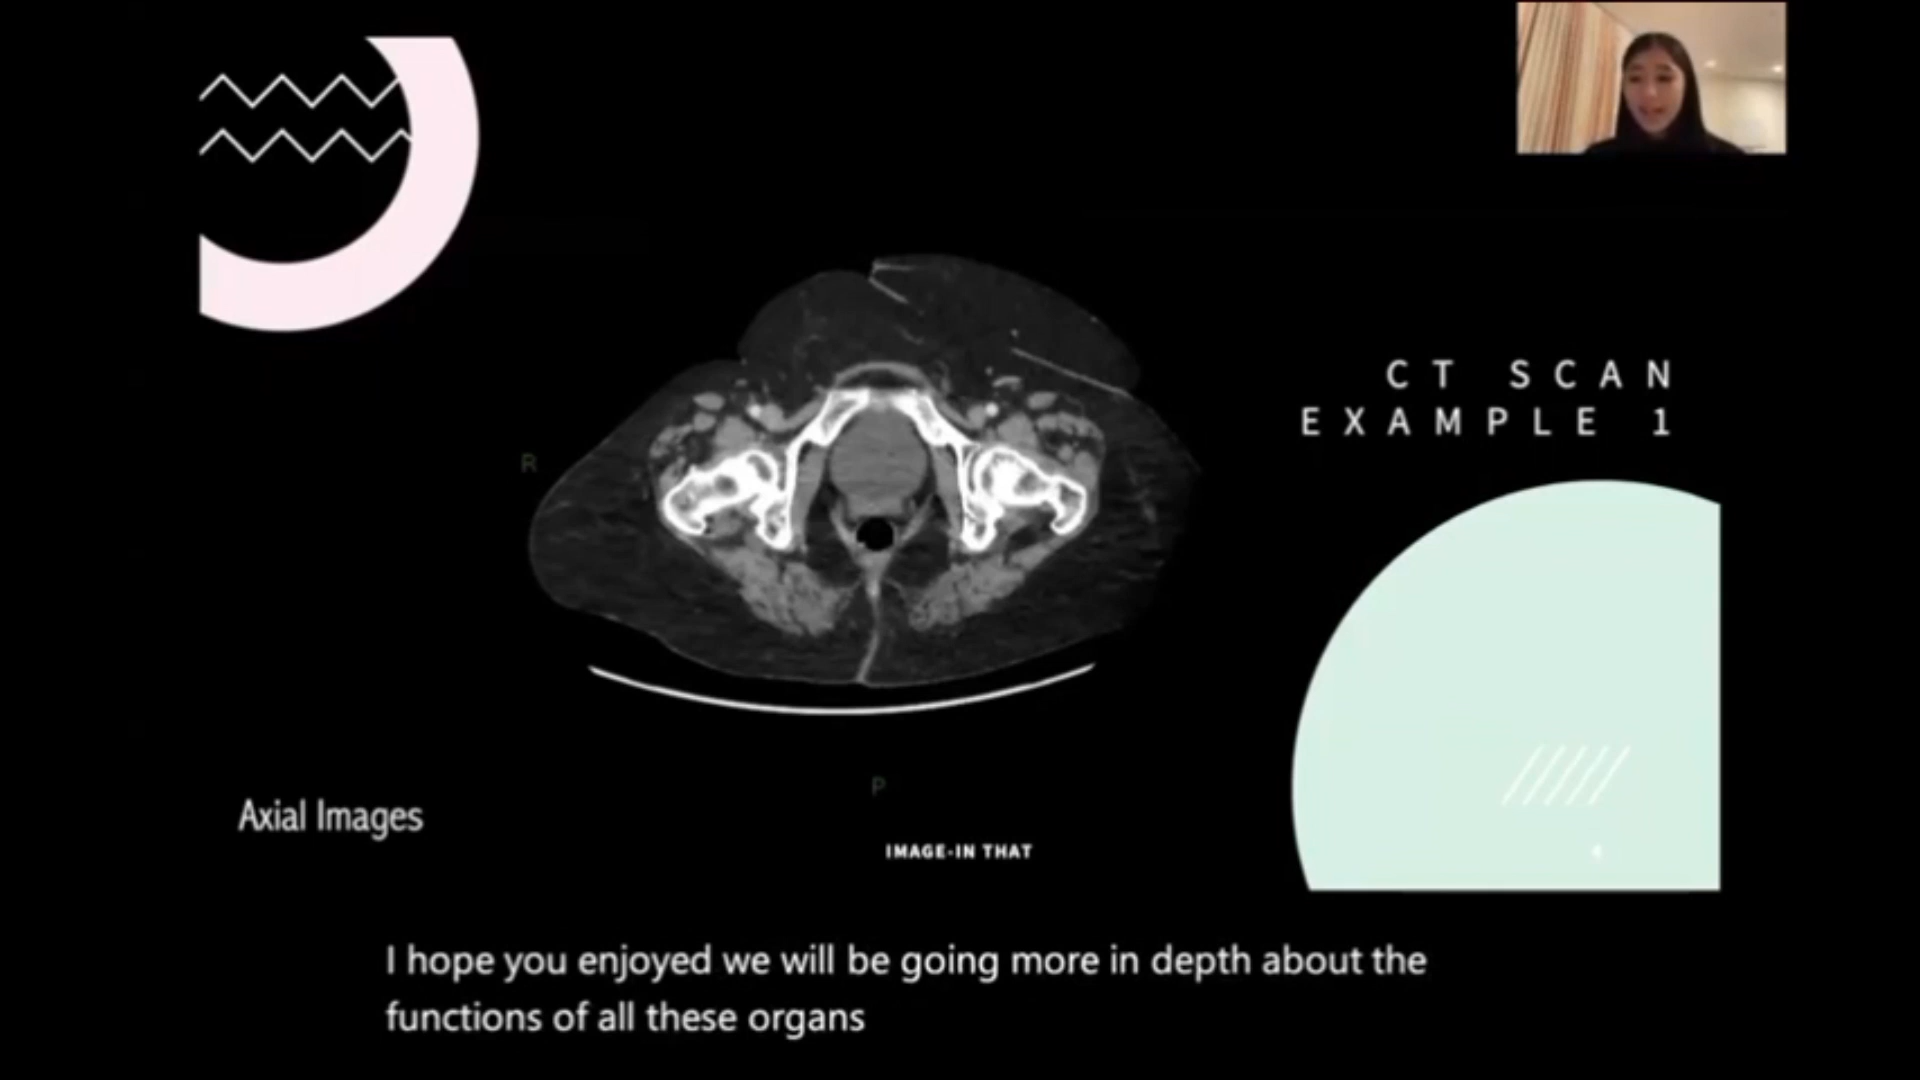 CT SCAN
EXAMPLE 1
R
P
Axial Images
IMAGE-IN THAT
4
I hope you enjoyed we will be going more in depth about the
functions of all these organs